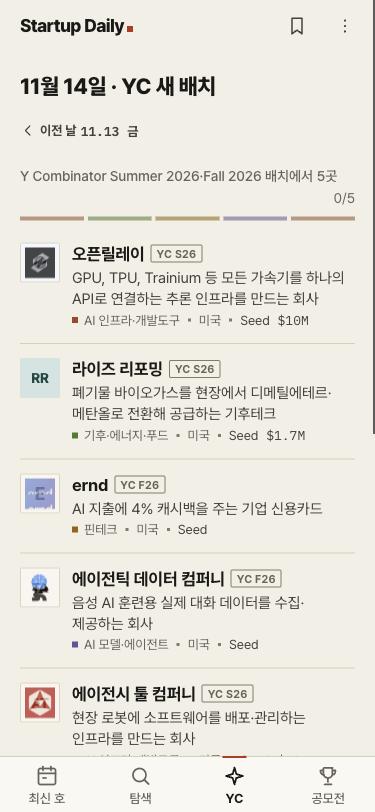 Startup Daily
11월 14일 · YC 새 배치
이전 날 11.13 금
Y Combinator Summer 2026·Fall 2026 배치에서 5곳
0/5
오픈릴레이 YC S26
GPU, TPU, Trainium 등 모든 가속기를 하나의
API로 연결하는 추론 인프라를 만드는 회사
AI 인프라·개발도구 ▪ 미국 ▪ Seed $10M
RR
라이즈 리포밍 YC S26
폐기물 바이오가스를 현장에서 디메틸에테르·
메탄올로 전환해 공급하는 기후테크
기후·에너지·푸드 ▪ 미국 ▪ Seed $1.7M
ernd YC F26
AI 지출에 4% 캐시백을 주는 기업 신용카드
핀테크 ▪ 미국 ▪ Seed
에이전틱 데이터 컴퍼니 YC F26
음성 AI 훈련용 실제 대화 데이터를 수집·
제공하는 회사
AI 모델·에이전트 ▪ 미국 ▪ Seed
에이전시 툴 컴퍼니 YC S26
현장 로봇에 소프트웨어를 배포·관리하는
인프라를 만드는 회사
최신 호
탐색
YC
공모전